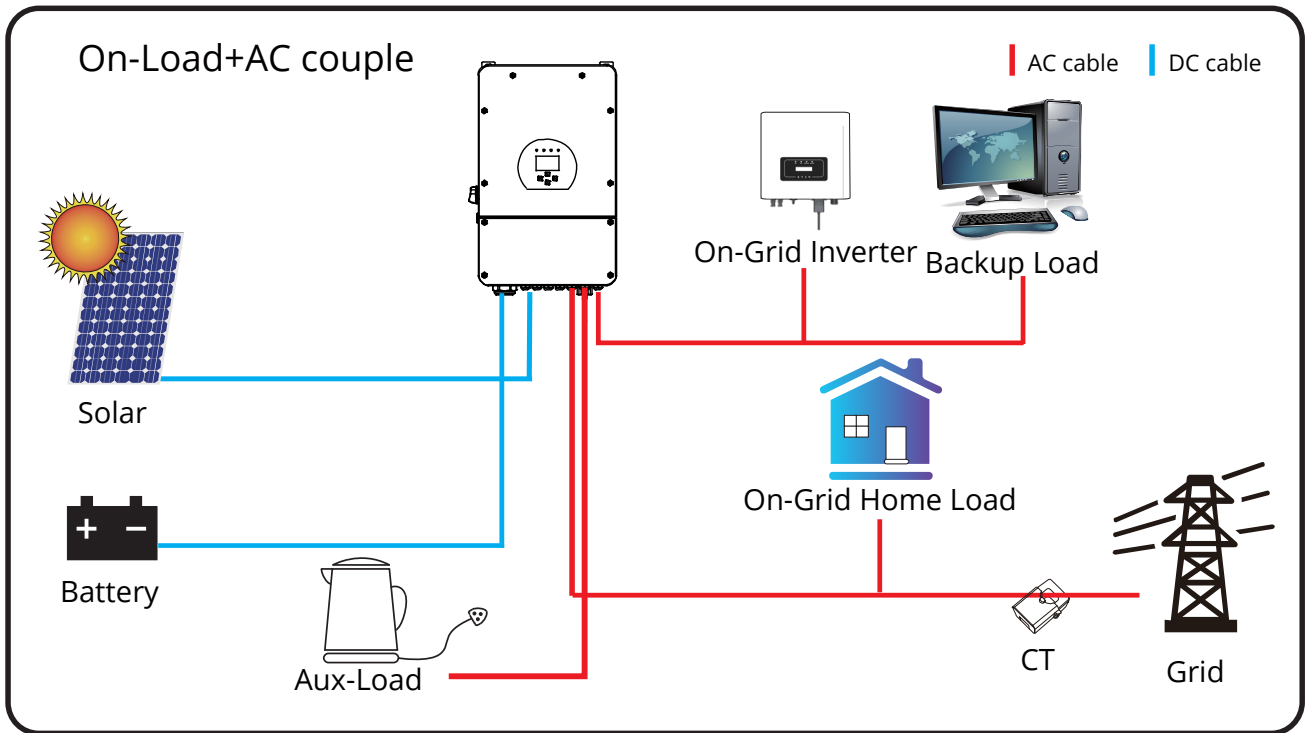 On-Load+AC couple
AC cable
DC cable
On-Grid Inverter
Backup Load
Solar
On-Grid Home Load
+ −
Battery
Aux-Load
CT
Grid